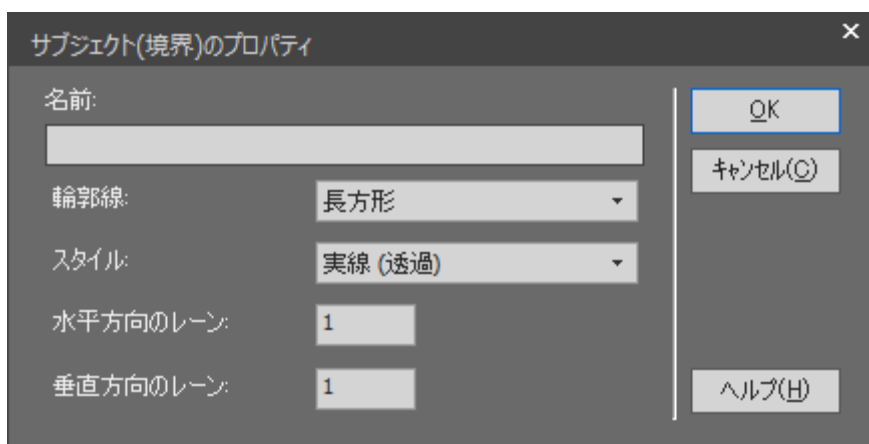 サブジェクト(境界)のプロパティ
名前:
OK
キャンセル(C)
輪郭線:
長方形
スタイル:
実線 (透過)
水平方向のレーン:
1
垂直方向のレーン:
1
ヘルプ(H)